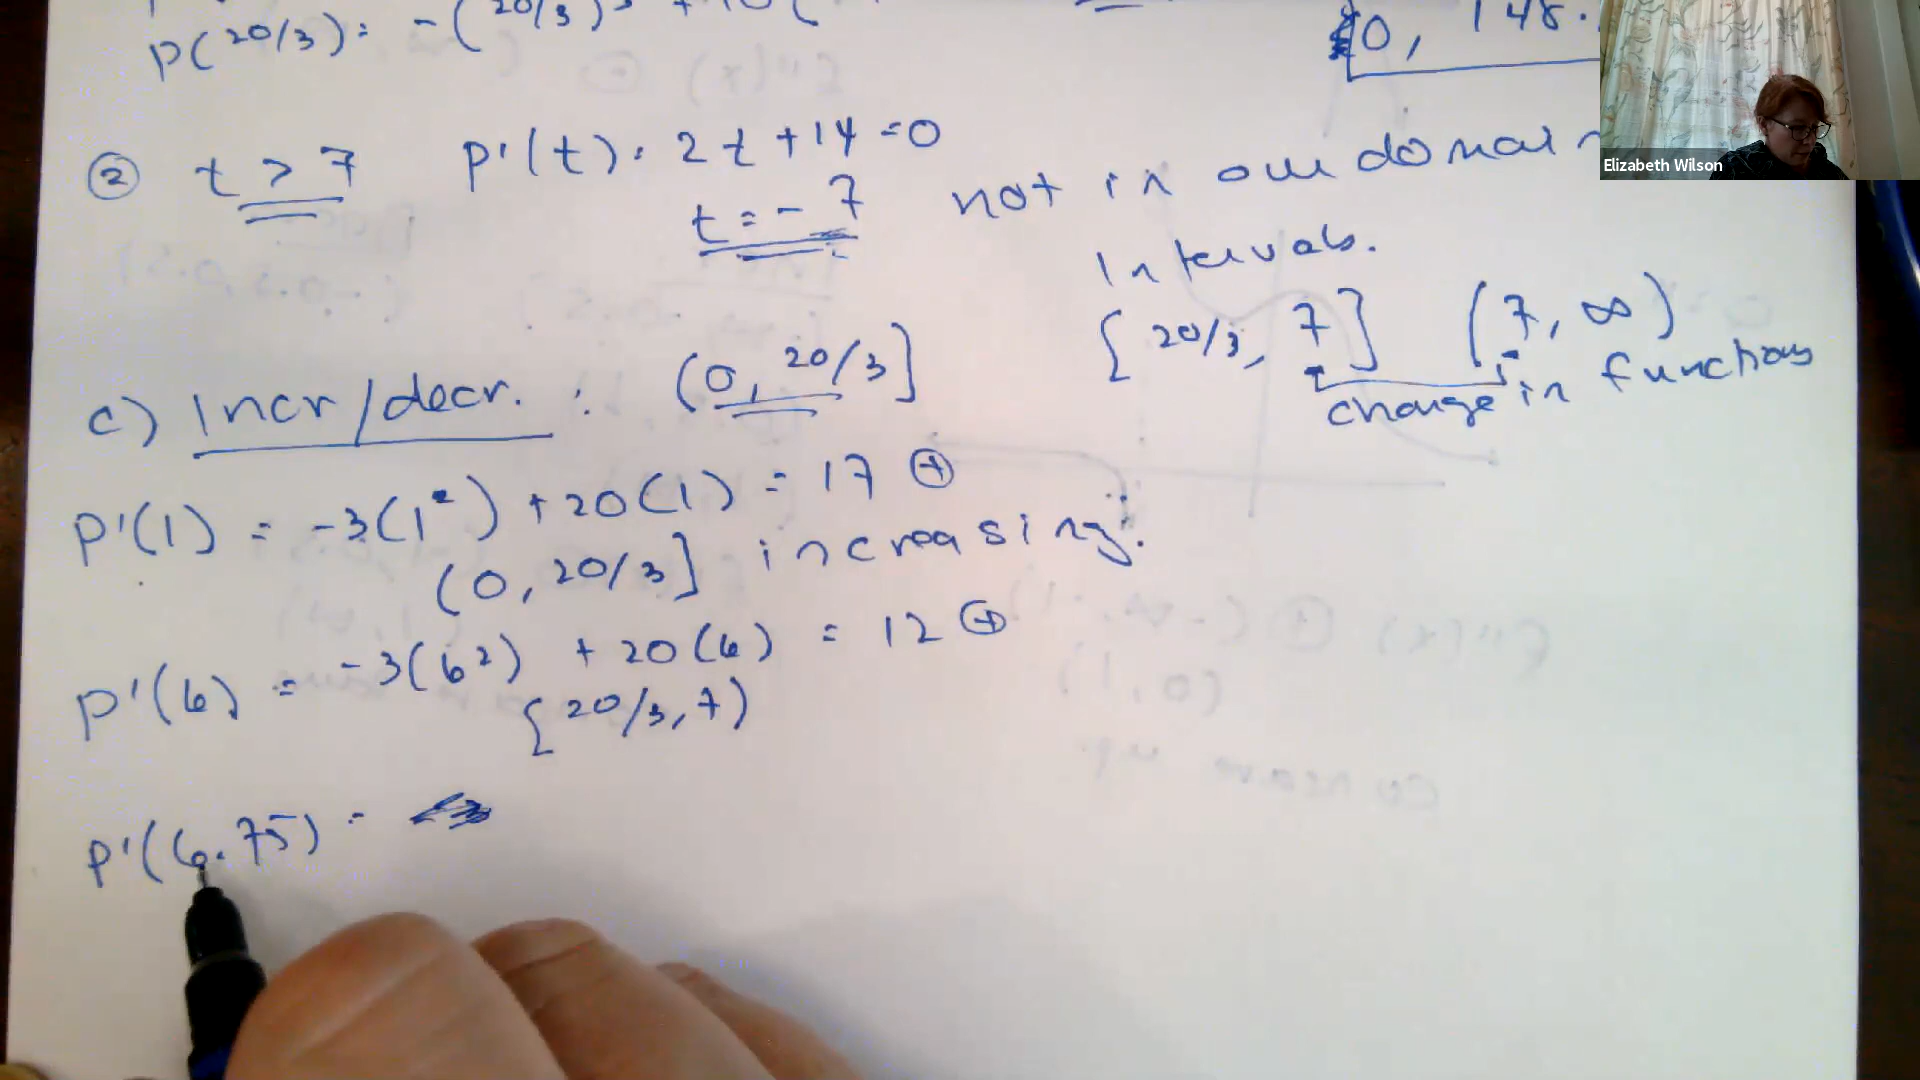 P(20/3) = -(20/3)3 + 10(
(0, 148.
Elizabeth Wilson
② t > 7 p'(t) = 2t + 14 = 0
t = -7 not in our domain
Intervals.
c) Incr/decr. : (0, 20/3] [20/3, 7] (7, ∞)
change in functions
P'(1) = -3(1²) + 20(1) = 17 ⊕
(0, 20/3] increasing.
P'(6) = -3(6²) + 20(6) = 12 ⊕
[20/3, 7)
P'(6.75) =